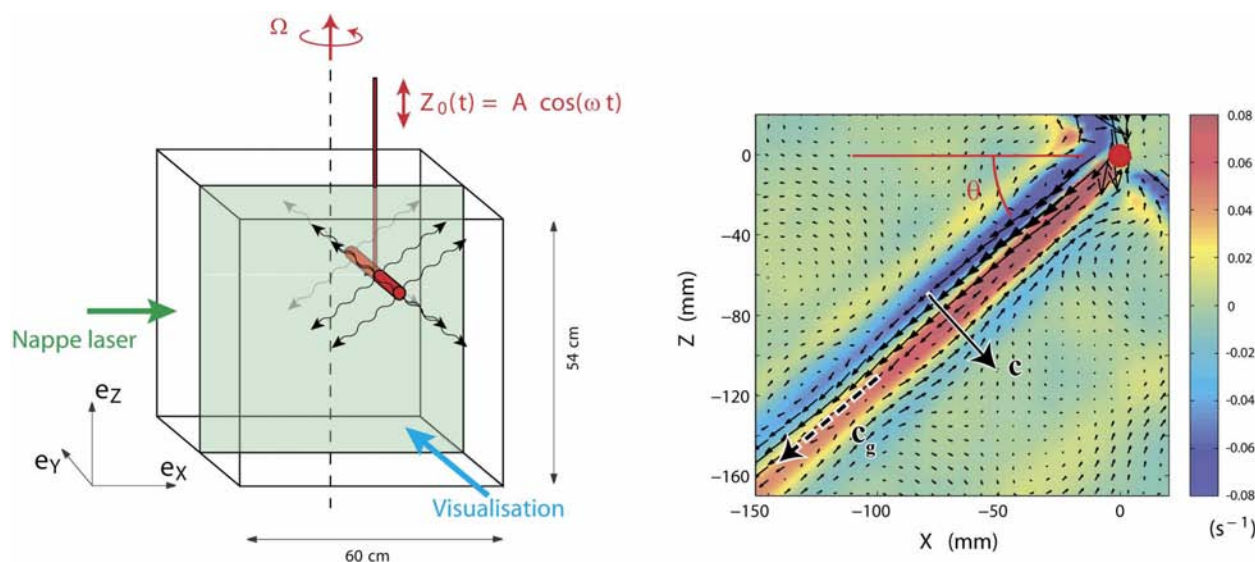 Ω
Z₀(t) = A cos(ω t)
Nappe laser
e_Z
e_Y
e_X
Visualisation
54 cm
60 cm
θ
c
c_g
Z (mm)
0
−40
−80
−120
−160
−150
−100
−50
0
X (mm)
0.08
0.06
0.04
0.02
0
-0.02
-0.04
-0.06
-0.08
(s⁻¹)